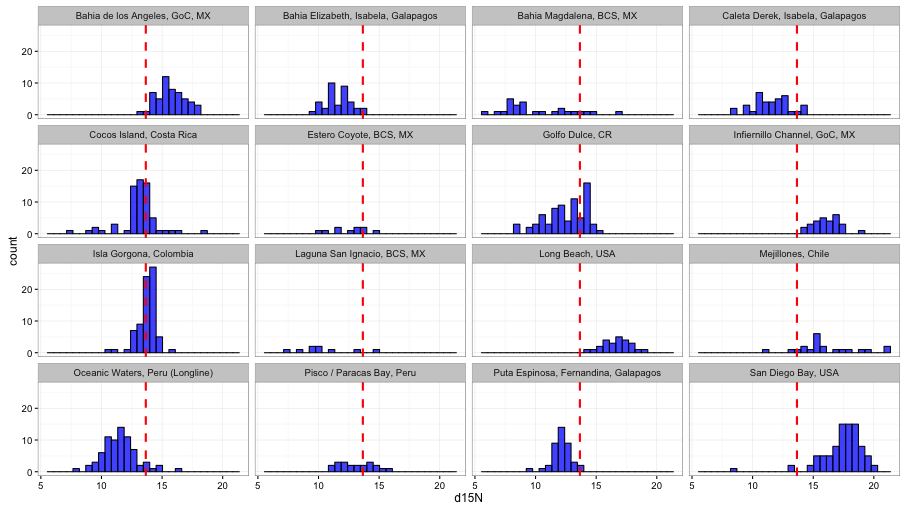 Bahia de los Angeles, GoC, MX Bahia Elizabeth, Isabela, Galapagos Bahia Magdalena, BCS, MX Caleta Derek, Isabela, Galapagos
20
10
0
Cocos Island, Costa Rica Estero Coyote, BCS, MX Golfo Dulce, CR Infiernillo Channel, GoC, MX
20
10
0
count
Isla Gorgona, Colombia Laguna San Ignacio, BCS, MX Long Beach, USA Mejillones, Chile
20
10
0
Oceanic Waters, Peru (Longline) Pisco / Paracas Bay, Peru Puta Espinosa, Fernandina, Galapagos San Diego Bay, USA
20
10
0
5 10 15 20 5 10 15 20 5 10 15 20 5 10 15 20
d15N